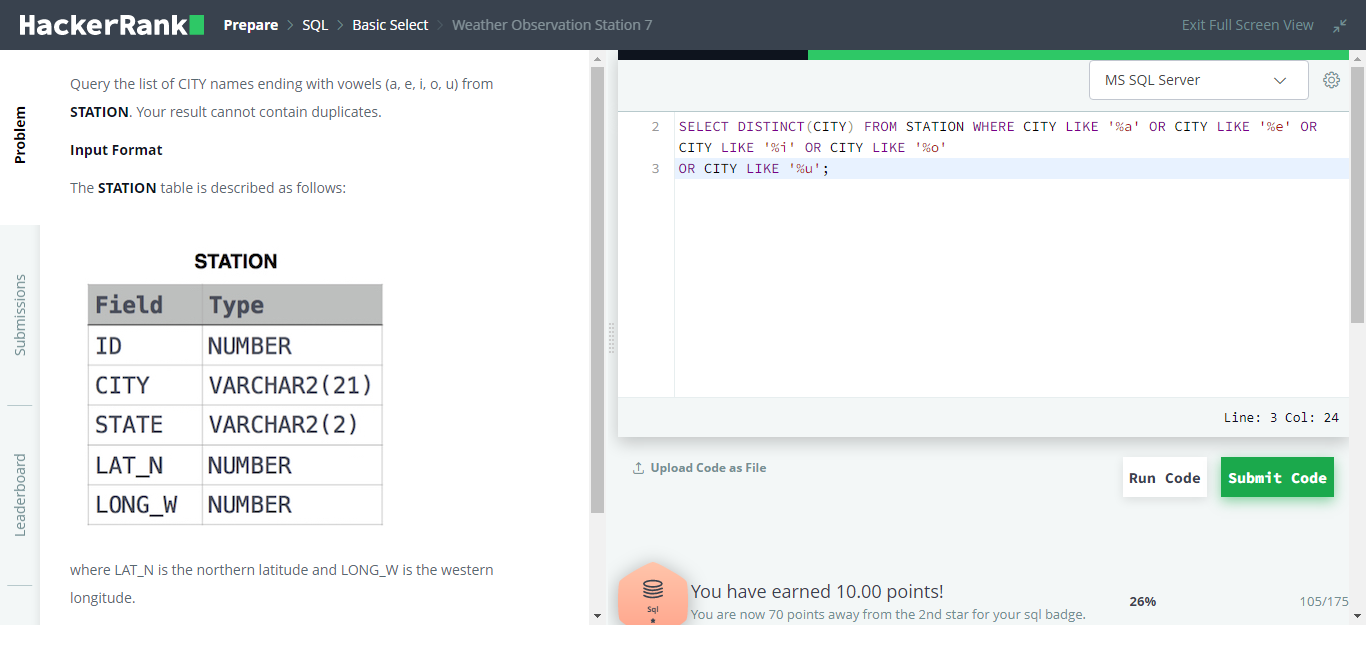 HackerRank
Prepare > SQL > Basic Select > Weather Observation Station 7
Exit Full Screen View
Problem
Submissions
Leaderboard
Query the list of CITY names ending with vowels (a, e, i, o, u) from
STATION. Your result cannot contain duplicates.
Input Format
The STATION table is described as follows:
STATION
Field Type
ID NUMBER
CITY VARCHAR2(21)
STATE VARCHAR2(2)
LAT_N NUMBER
LONG_W NUMBER
where LAT_N is the northern latitude and LONG_W is the western
longitude.
MS SQL Server
2 SELECT DISTINCT(CITY) FROM STATION WHERE CITY LIKE '%a' OR CITY LIKE '%e' OR
CITY LIKE '%i' OR CITY LIKE '%o'
3 OR CITY LIKE '%u';
Line: 3 Col: 24
Upload Code as File
Run Code
Submit Code
Sql
You have earned 10.00 points!
You are now 70 points away from the 2nd star for your sql badge.
26%
105/175